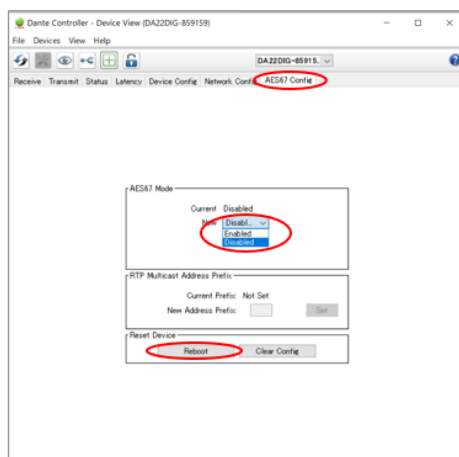 Dante Controller - Device View (DA22DIG-859159)
File Devices View Help
DA22DIG-85915..
Receive Transmit Status Latency Device Config Network Config AES67 Config
AES67 Mode
Current Disabled
New Disabl...
Enabled
Disabled
RTP Multicast Address Prefix
Current Prefix: Not Set
New Address Prefix:
Set
Reset Device
Reboot Clear Config